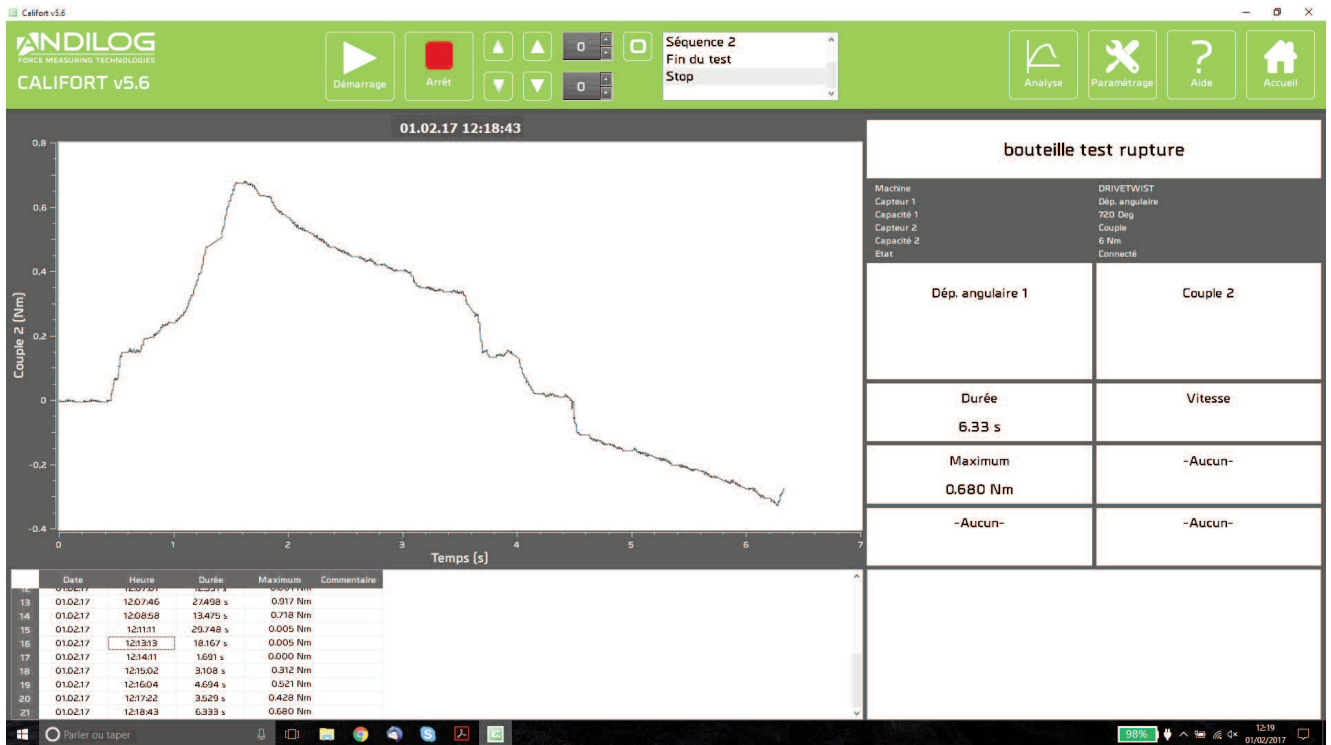 Califort v5.6
ANDILOG
FORCE MEASURING TECHNOLOGIES
CALIFORT v5.6
Démarrage
Arrêt
0
0
Séquence 2
Fin du test
Stop
Analyse
Paramétrage
Aide
Accueil
01.02.17 12:18:43
0,8
0,6
0,4
0,2
0
-0,2
-0,4
Couple 2 [Nm]
0 1 2 3 4 5 6 7
Temps [s]
bouteille test rupture
Machine DRIVETWIST
Capteur 1 Dép. angulaire
Capacité 1 720 Deg
Capteur 2 Couple
Capacité 2 6 Nm
Etat Connecté
Dép. angulaire 1 Couple 2
Durée Vitesse
6.33 s
Maximum -Aucun-
0.680 Nm
-Aucun- -Aucun-
Date Heure Durée Maximum Commentaire
13 01.02.17 12:07:46 27.498 s 0.917 Nm
14 01.02.17 12:08:58 13.475 s 0.718 Nm
15 01.02.17 12:11:11 29.748 s 0.005 Nm
16 01.02.17 12:13:13 18.167 s 0.005 Nm
17 01.02.17 12:14:11 1.691 s 0.000 Nm
18 01.02.17 12:15:02 3.108 s 0.312 Nm
19 01.02.17 12:16:04 4.694 s 0.521 Nm
20 01.02.17 12:17:22 3.529 s 0.428 Nm
21 01.02.17 12:18:43 6.333 s 0.680 Nm
Parler ou taper
98%
12:19
01/02/2017